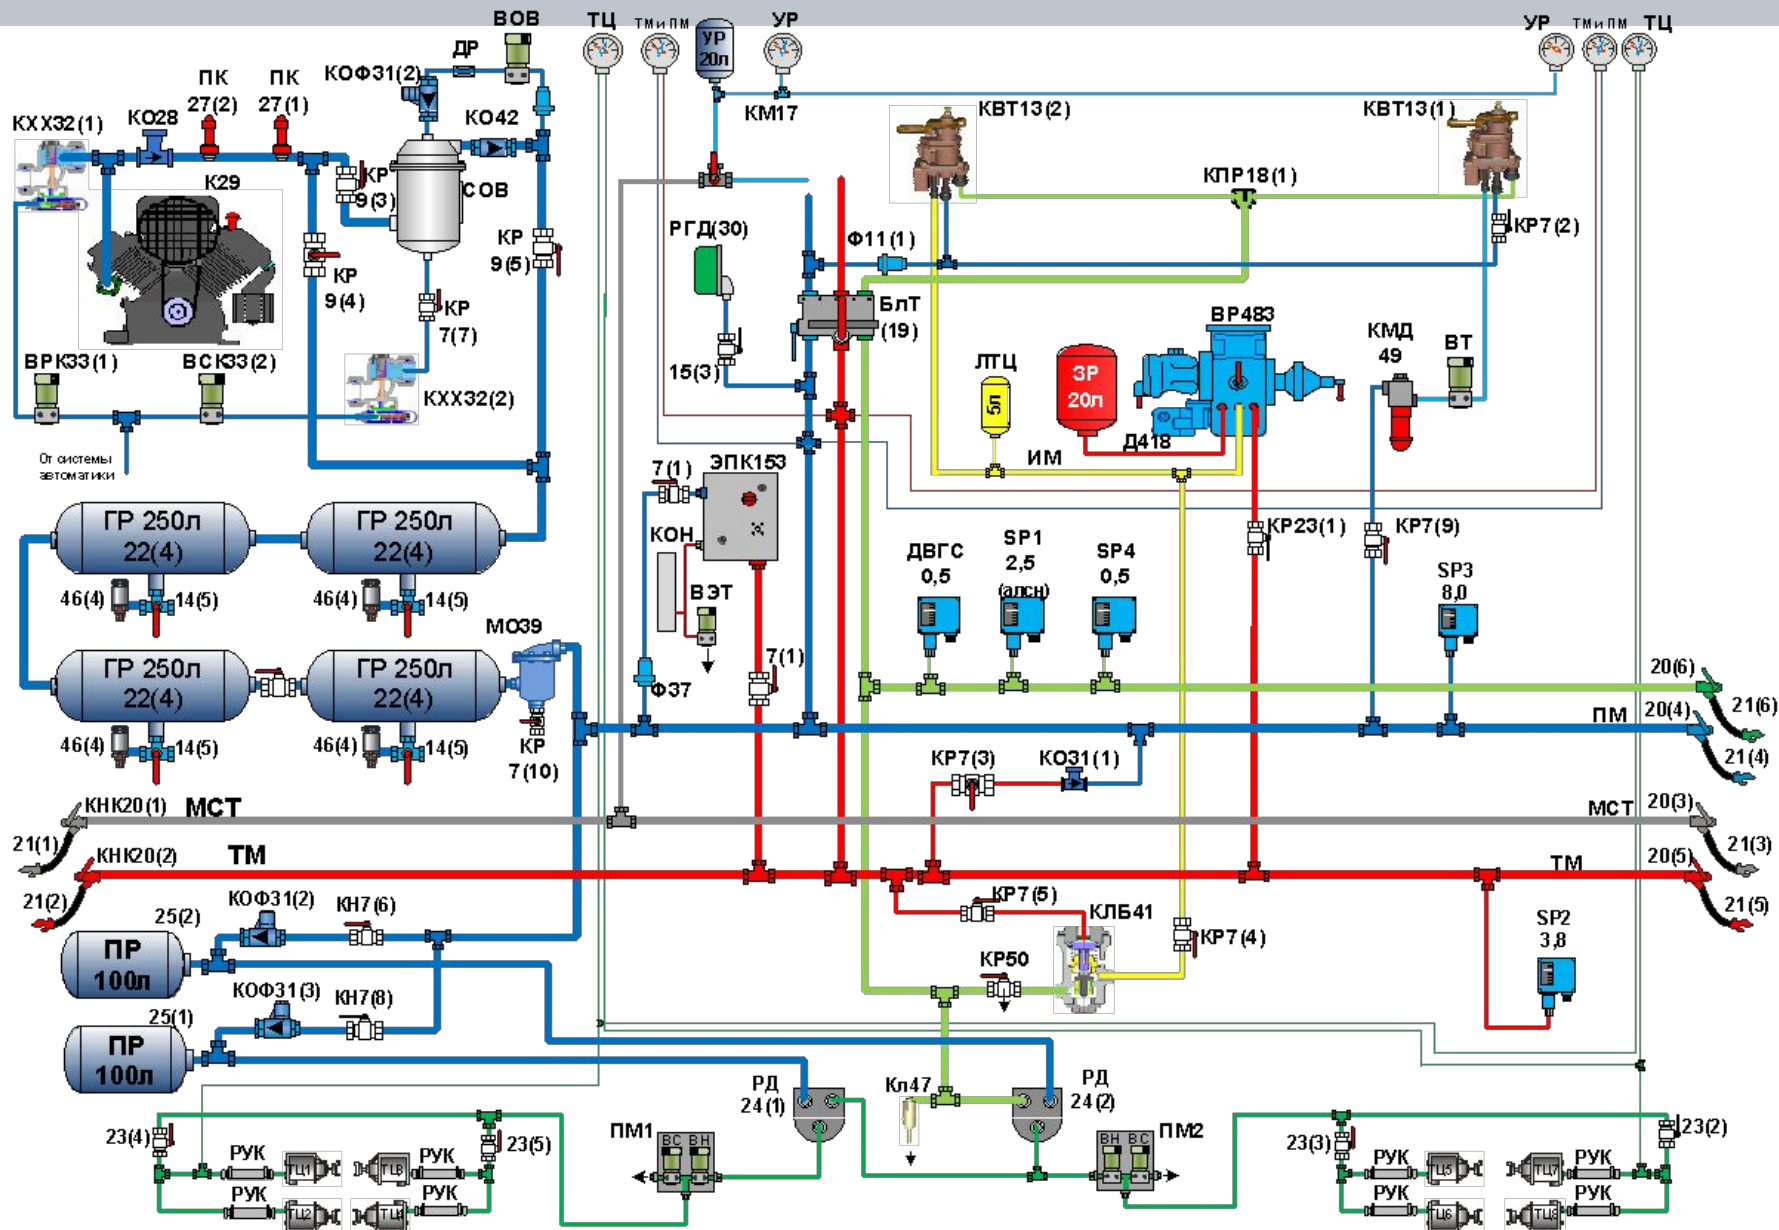 ВОВ
ТЦ
ТМ и ПМ
УР
УР
ТМ и ПМ
ТЦ
ДР
УР
20л
КОФ31(2)
ПК
27(2)
ПК
27(1)
КМ17
КВТ13(2)
КВТ13(1)
КХХ32(1)
КО28
КО42
К29
КР
9(3)
СОВ
КПР18(1)
КР7(2)
РГД(30)
Ф11(1)
КР
9(5)
КР
9(4)
БлТ
(19)
ВР483
КР
7(7)
КМД
49
ВТ
ВРК33(1)
ВСК33(2)
КХХ32(2)
15(3)
ЛТЦ
5л
ЗР
20л
Д418
ИМ
От системы
автоматики
7(1)
ЭПК153
ГР 250л
22(4)
ГР 250л
22(4)
КОН
КР23(1)
КР7(9)
ДВГС
0,5
SP1
2,5
(алсн)
SP4
0,5
SP3
8,0
46(4)
14(5)
46(4)
14(5)
ВЭТ
МО39
ГР 250л
22(4)
ГР 250л
22(4)
7(1)
Ф37
20(6)
21(6)
ПМ
20(4)
46(4)
14(5)
46(4)
14(5)
КР
7(10)
КР7(3)
КО31(1)
21(4)
КНК20(1)
МСТ
МСТ
20(3)
21(1)
21(3)
КНК20(2)
ТМ
ТМ
20(5)
21(2)
21(5)
КОФ31(2)
КН7(6)
КР7(5)
КЛБ41
25(2)
SP2
3,8
КР7(4)
ПР
100л
КР50
КОФ31(3)
КН7(8)
25(1)
ПР
100л
РД
24(1)
Кл47
РД
24(2)
23(4)
23(5)
ПМ1
ВС
ВН
ВН
ВС
ПМ2
23(3)
23(2)
РУК
ТЦ1
ТЦ3
РУК
РУК
ТЦ5
ТЦ7
РУК
РУК
ТЦ2
ТЦ4
РУК
РУК
ТЦ6
ТЦ8
РУК